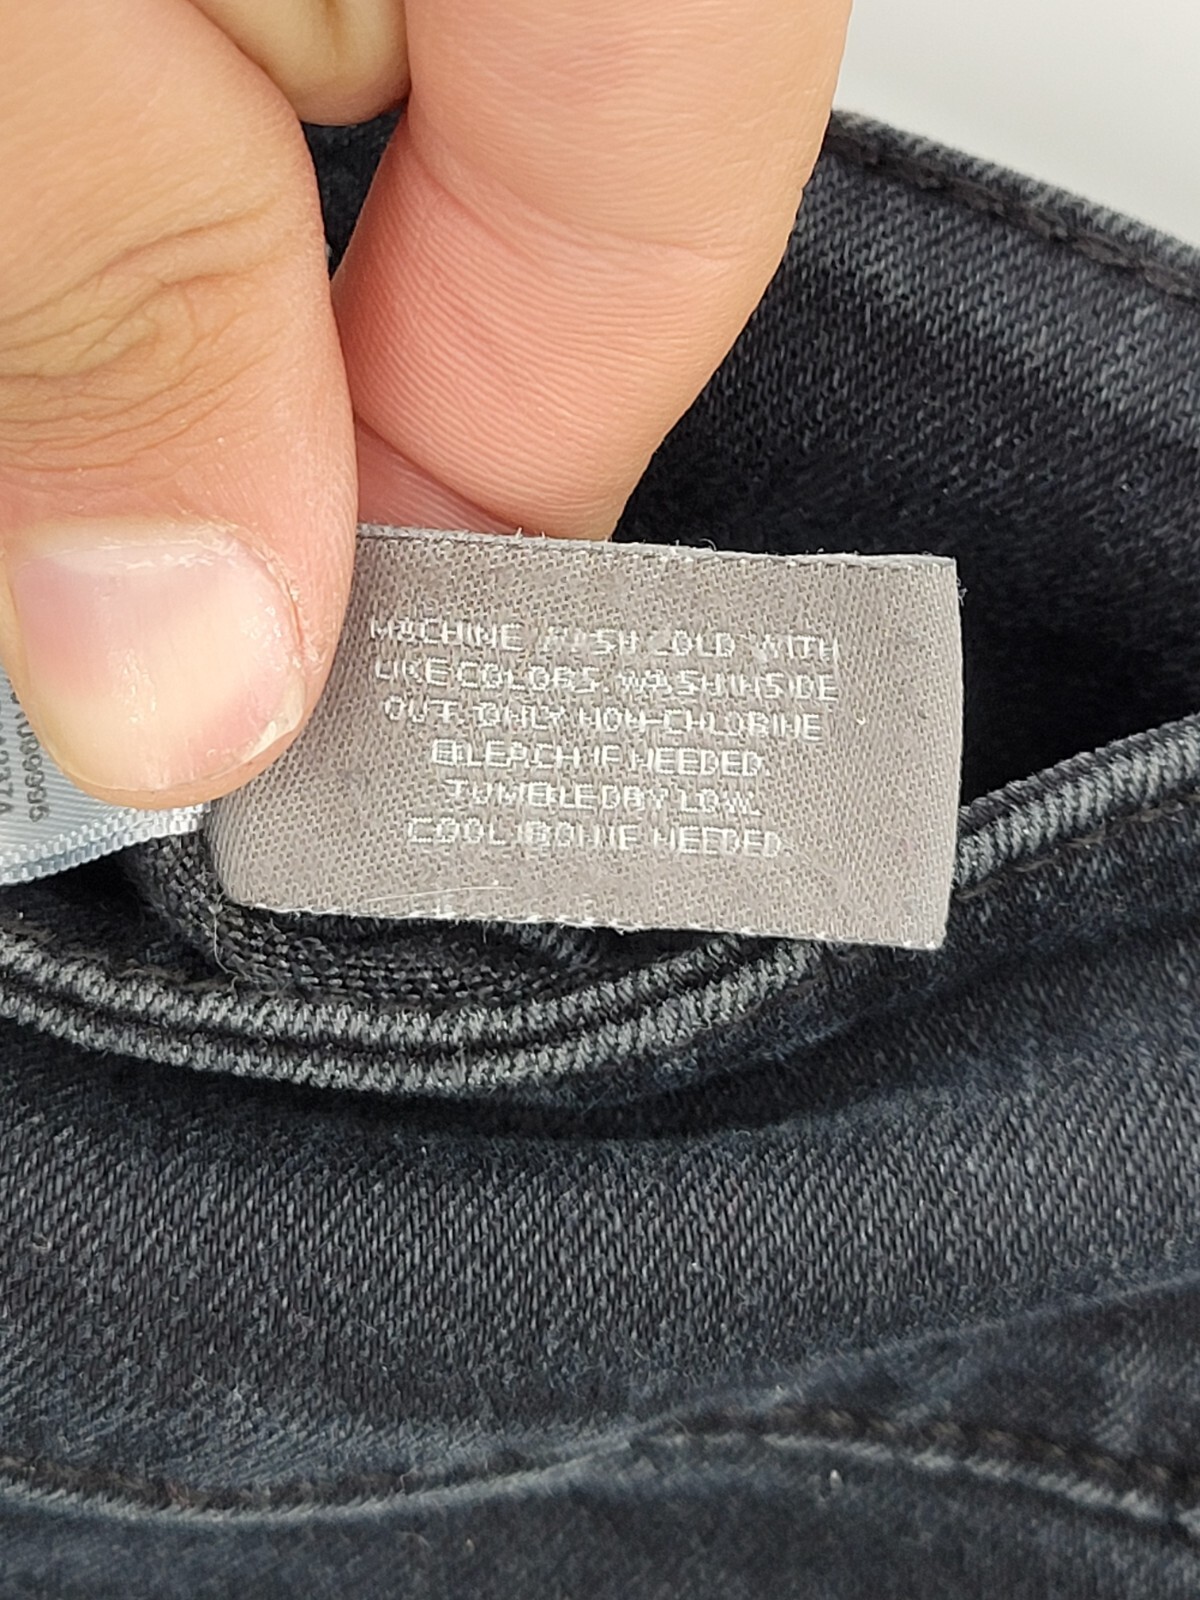 MACHINE WASH COLD WITH
LIKE COLORS. WASH INSIDE
OUT. ONLY NON-CHLORINE
BLEACH IF NEEDED.
TUMBLE DRY LOW.
COOL IRON IF NEEDED.